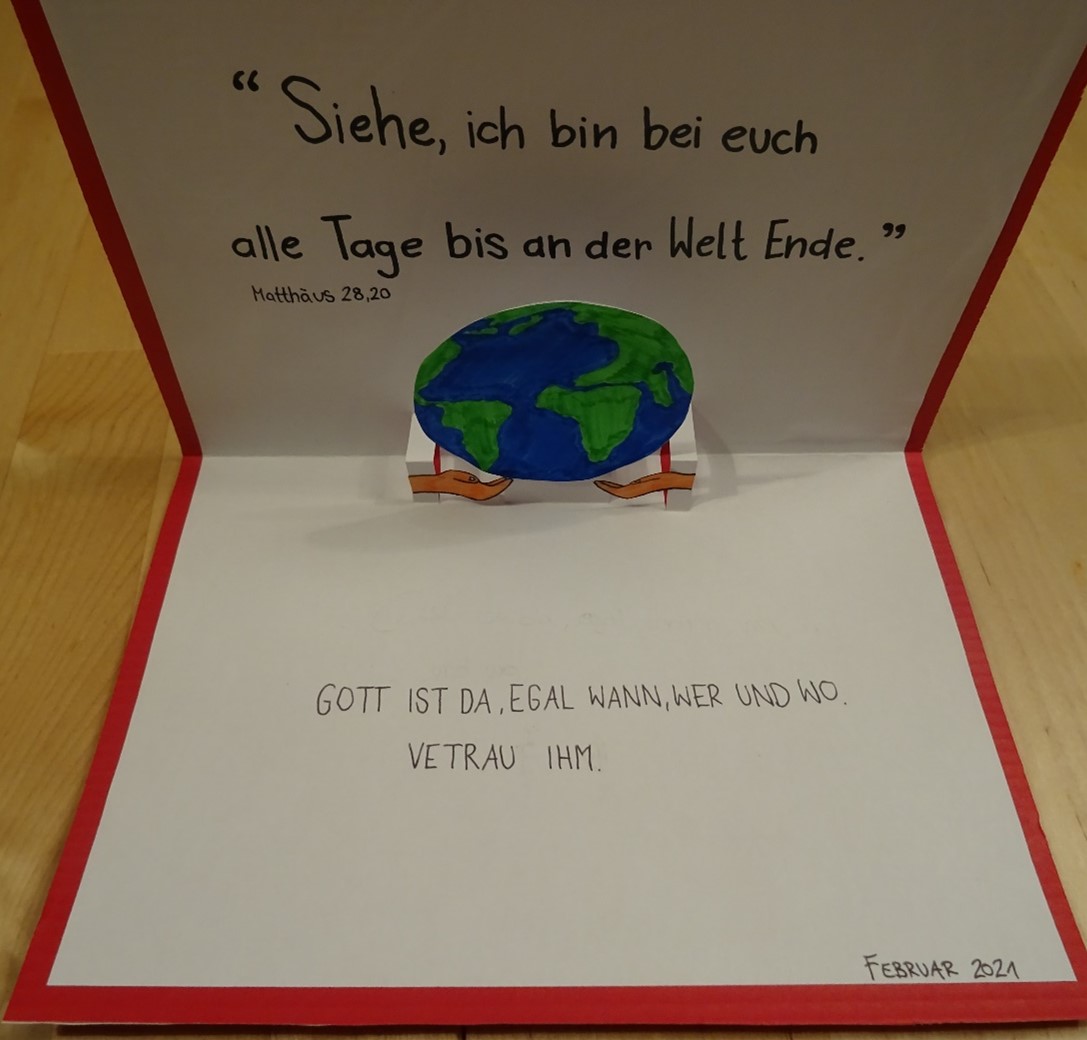 “ Siehe, ich bin bei euch
alle Tage bis an der Welt Ende. ”
Matthäus 28,20
GOTT IST DA, EGAL WANN, WER UND WO.
VETRAU IHM.
FEBRUAR 2021